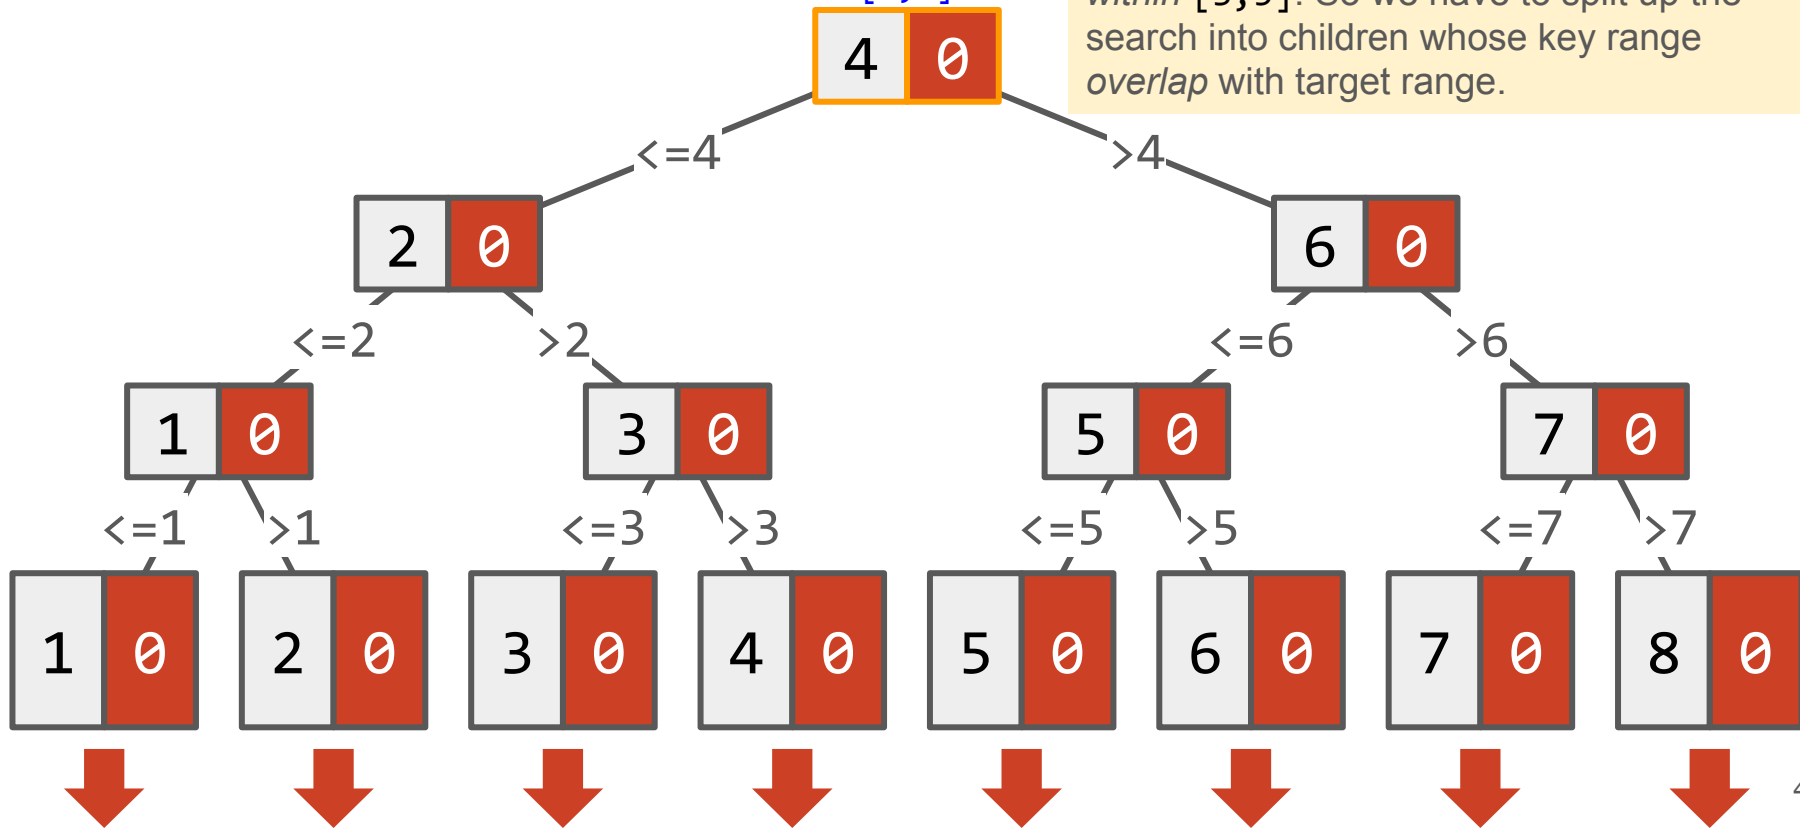 search into children whose key range
overlap with target range.
4 0
<=4 >4
2 0 6 0
<=2 >2 <=6 >6
1 0 3 0 5 0 7 0
<=1 >1 <=3 >3 <=5 >5 <=7 >7
1 0 2 0 3 0 4 0 5 0 6 0 7 0 8 0